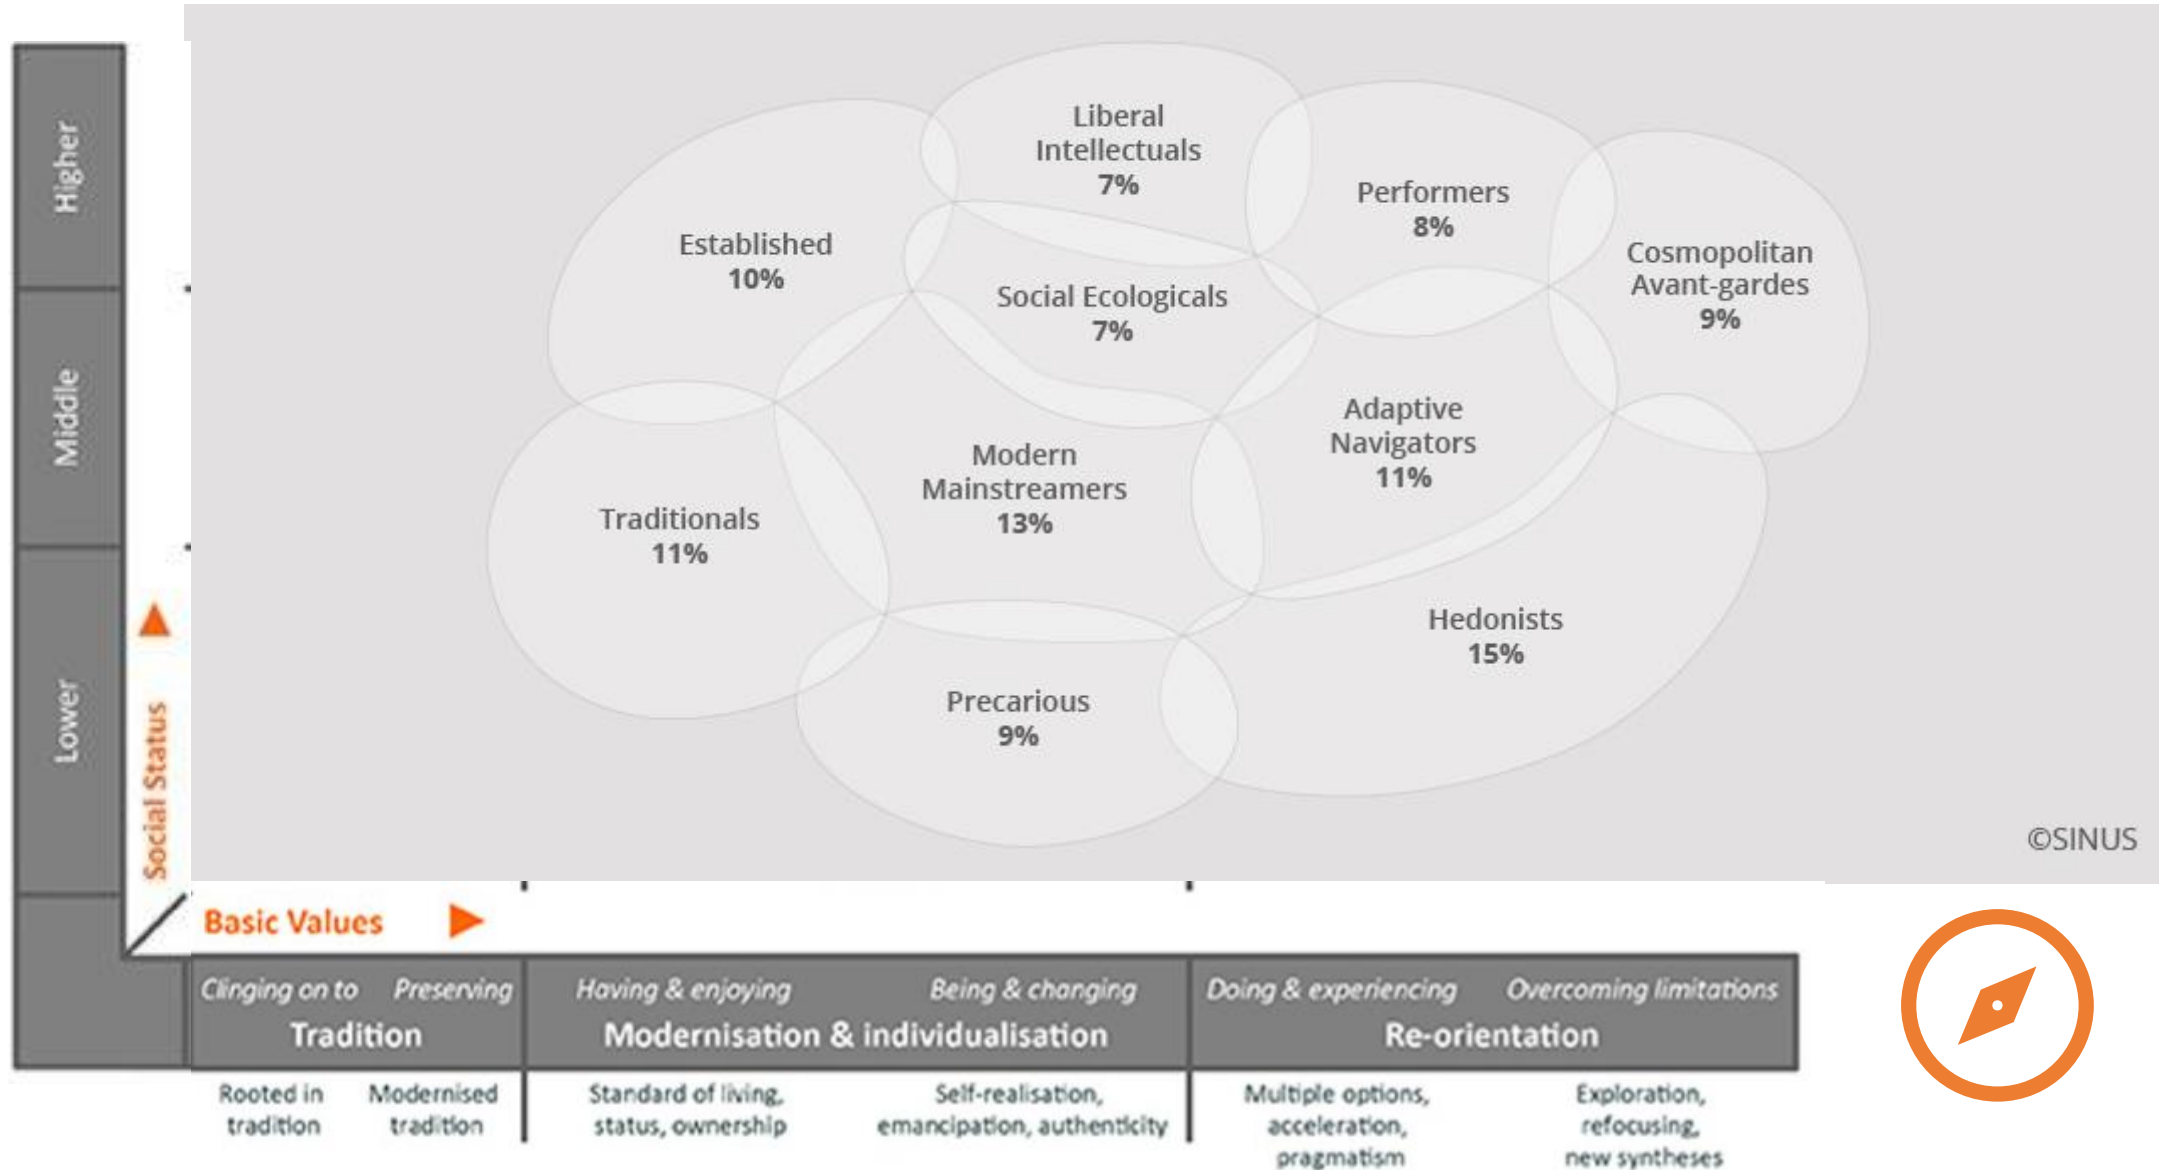 Higher
Middle
Lower
Social Status
Liberal
Intellectuals
7%
Performers
8%
Cosmopolitan
Avant-gardes
9%
Established
10%
Social Ecologicals
7%
Adaptive
Navigators
11%
Modern
Mainstreamers
13%
Traditionals
11%
Hedonists
15%
Precarious
9%
©SINUS
Basic Values
Clinging on to Preserving
Tradition
Having & enjoying Being & changing
Modernisation & individualisation
Doing & experiencing Overcoming limitations
Re-orientation
Rooted in
tradition
Modernised
tradition
Standard of living,
status, ownership
Self-realisation,
emancipation, authenticity
Multiple options,
acceleration,
pragmatism
Exploration,
refocusing,
new syntheses